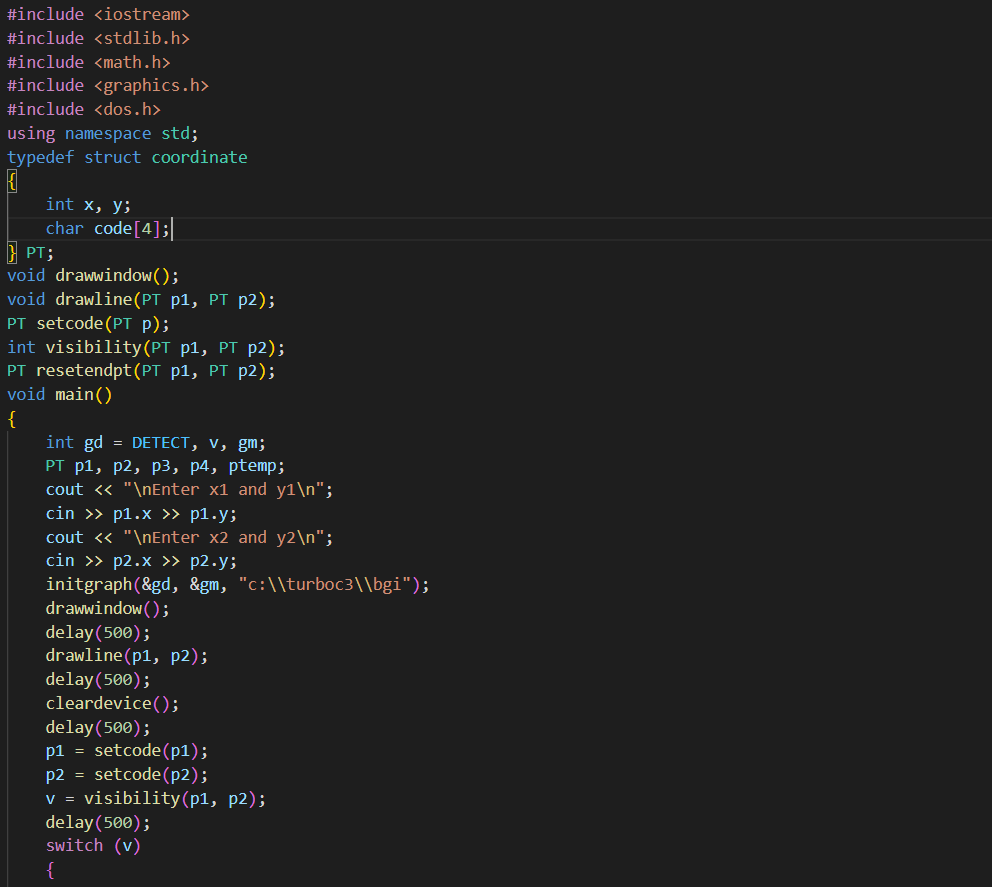 #include <iostream>
#include <stdlib.h>
#include <math.h>
#include <graphics.h>
#include <dos.h>
using namespace std;
typedef struct coordinate
{
    int x, y;
    char code[4];
} PT;
void drawwindow();
void drawline(PT p1, PT p2);
PT setcode(PT p);
int visibility(PT p1, PT p2);
PT resetendpt(PT p1, PT p2);
void main()
{
    int gd = DETECT, v, gm;
    PT p1, p2, p3, p4, ptemp;
    cout << "\nEnter x1 and y1\n";
    cin >> p1.x >> p1.y;
    cout << "\nEnter x2 and y2\n";
    cin >> p2.x >> p2.y;
    initgraph(&gd, &gm, "c:\\turboc3\\bgi");
    drawwindow();
    delay(500);
    drawline(p1, p2);
    delay(500);
    cleardevice();
    delay(500);
    p1 = setcode(p1);
    p2 = setcode(p2);
    v = visibility(p1, p2);
    delay(500);
    switch (v)
    {